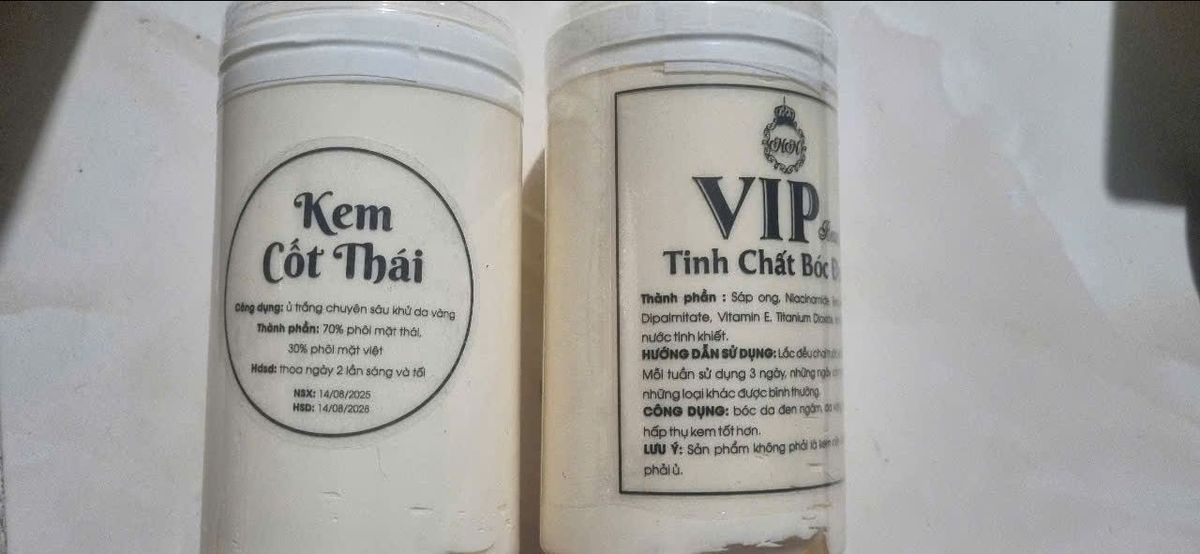 Kem
Cốt Thái
Công dụng: ủ trắng chuyên sâu khử da vàng
Thành phần: 70% phôi mặt thái,
30% phôi mặt việt
Hdsd: thoa ngày 2 lần sáng và tối
NSX: 14/08/2025
HSD: 14/08/2028
VIP
Tinh Chất Bóc
Thành phần : Sáp ong, Niacinamide,
Dipalmitate, Vitamin E, Titanium
nước tinh khiết.
HƯỚNG DẪN SỬ DỤNG: Lắc đều
Mỗi tuần sử dụng 3 ngày, những ngày
những loại khác được bình thường.
CÔNG DỤNG: bóc da đen ngăm,
hấp thụ kem tốt hơn.
LƯU Ý: Sản phẩm không phải là kem
phải ủ.